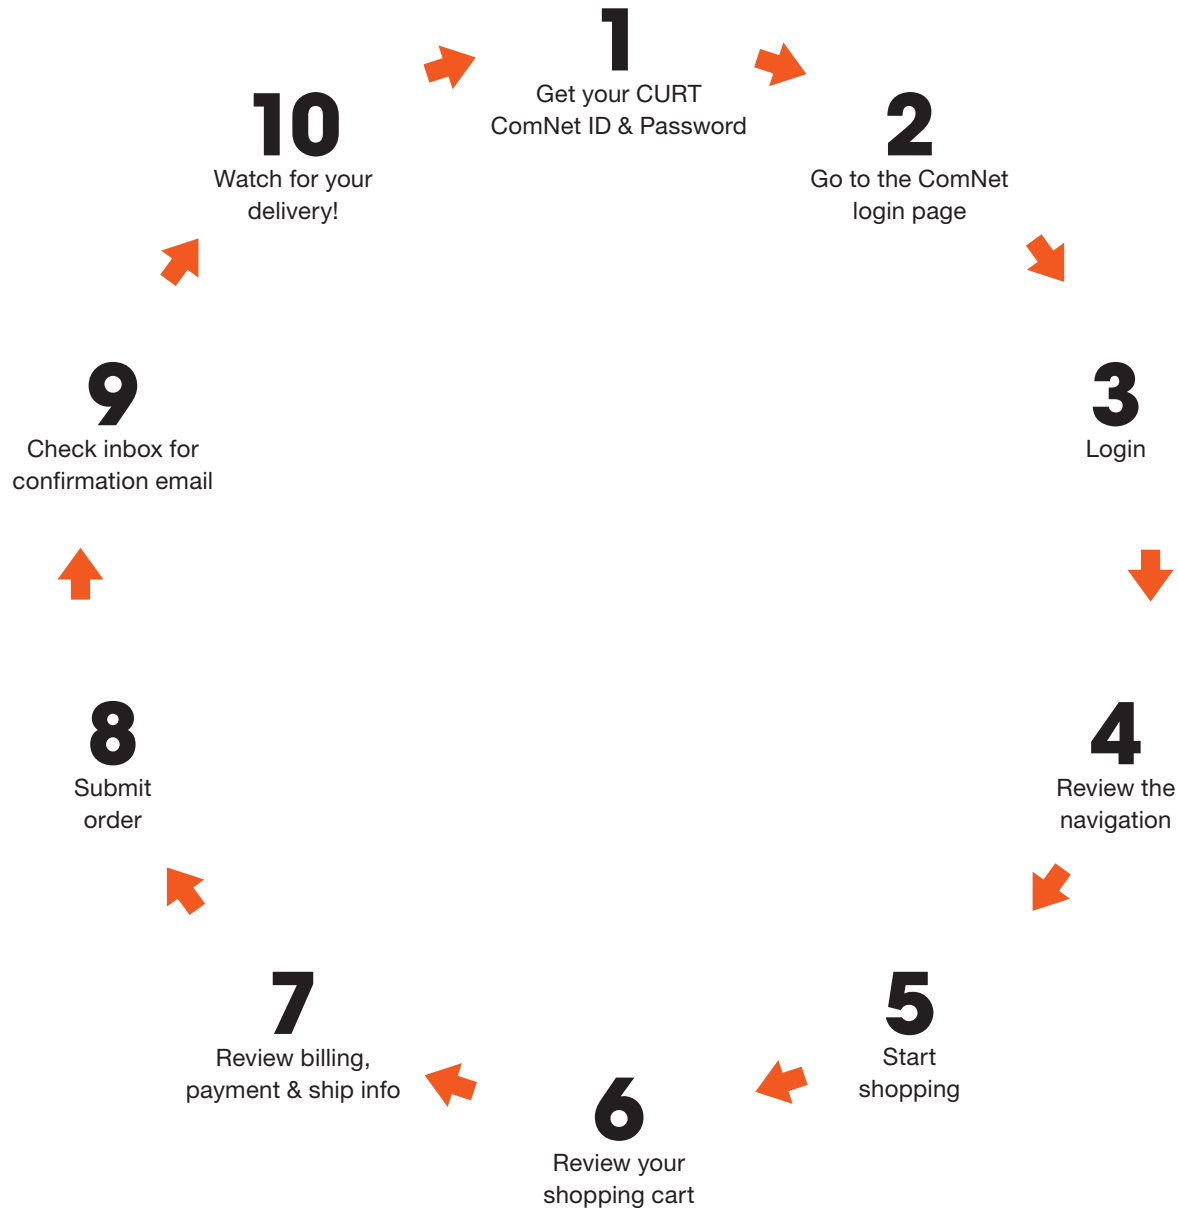 1
Get your CURT
ComNet ID & Password
2
Go to the ComNet
login page
3
Login
4
Review the
navigation
5
Start
shopping
6
Review your
shopping cart
7
Review billing,
payment & ship info
8
Submit
order
9
Check inbox for
confirmation email
10
Watch for your
delivery!